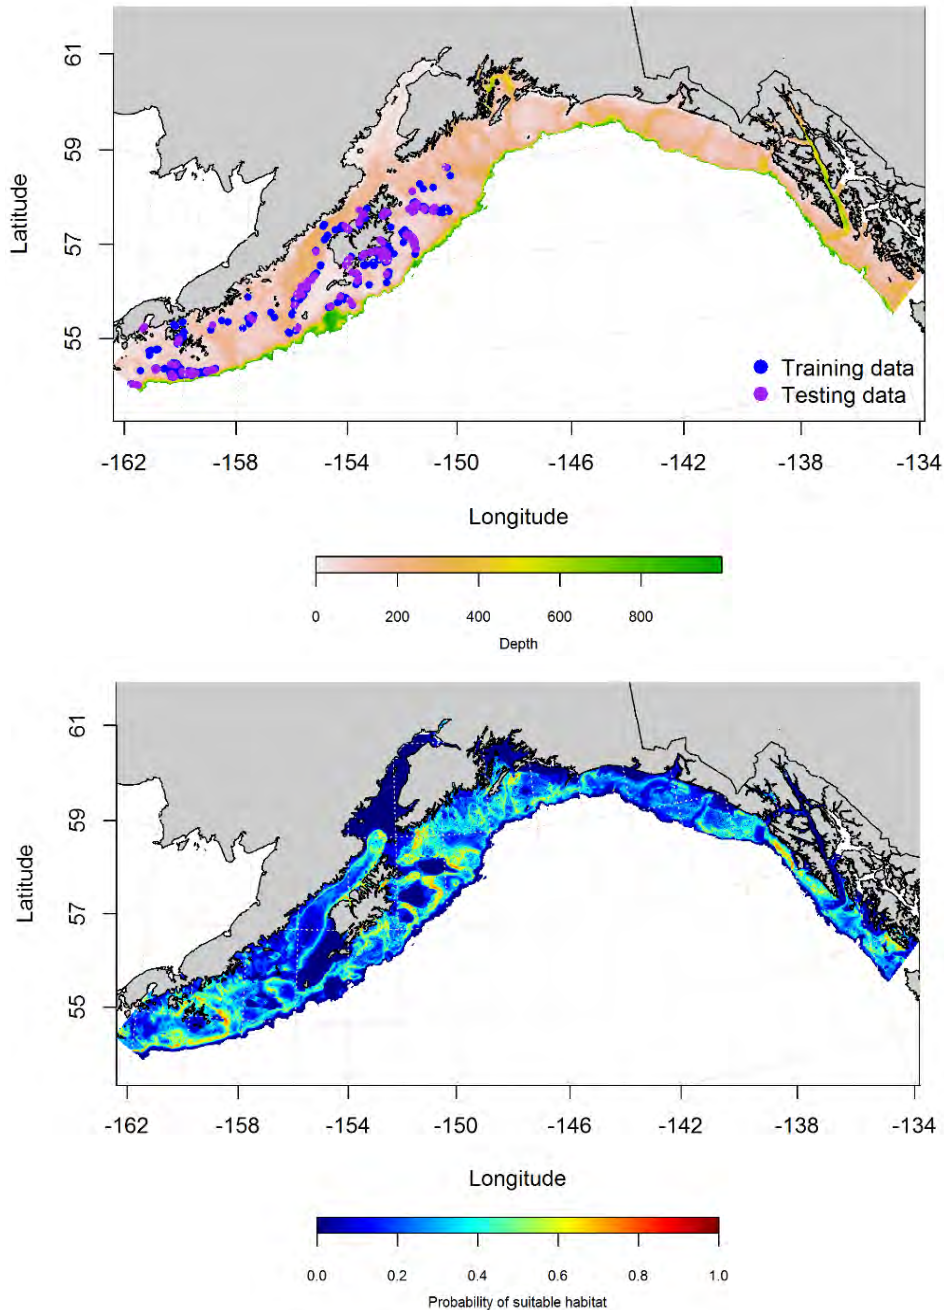 61
59
57
55
Latitude
Training data
Testing data
-162 -158 -154 -150 -146 -142 -138 -134
Longitude
0 200 400 600 800
Depth
61
59
57
55
Latitude
-162 -158 -154 -150 -146 -142 -138 -134
Longitude
0.0 0.2 0.4 0.6 0.8 1.0
Probability of suitable habitat